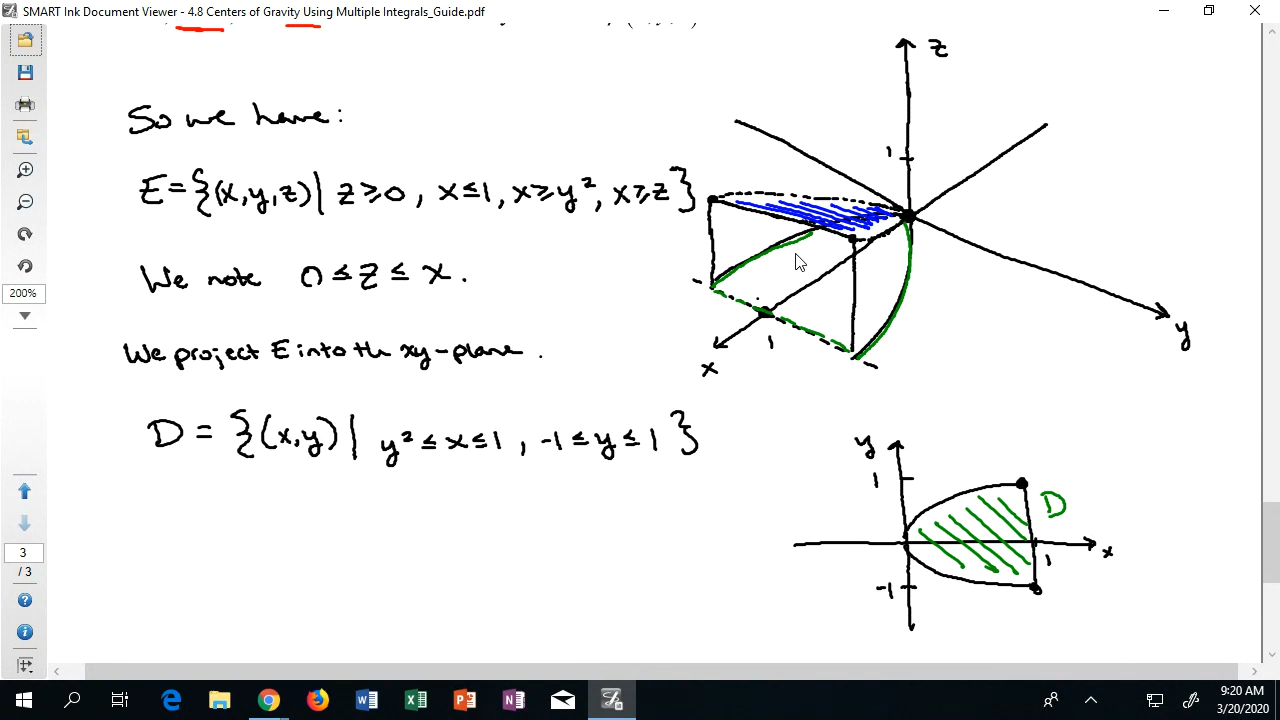 SMART Ink Document Viewer - 4.8 Centers of Gravity Using Multiple Integrals_Guide.pdf
So we have:
E = {(x,y,z) | z ≥ 0 , x ≤ 1, x ≥ y², x ≥ z}
We note 0 ≤ z ≤ x .
We project E into the xy-plane .
D = {(x,y) | y² ≤ x ≤ 1 , -1 ≤ y ≤ 1 }
z
1
y
1
x
y
1
D
1
x
-1
200%
3
/ 3
9:20 AM
3/20/2020